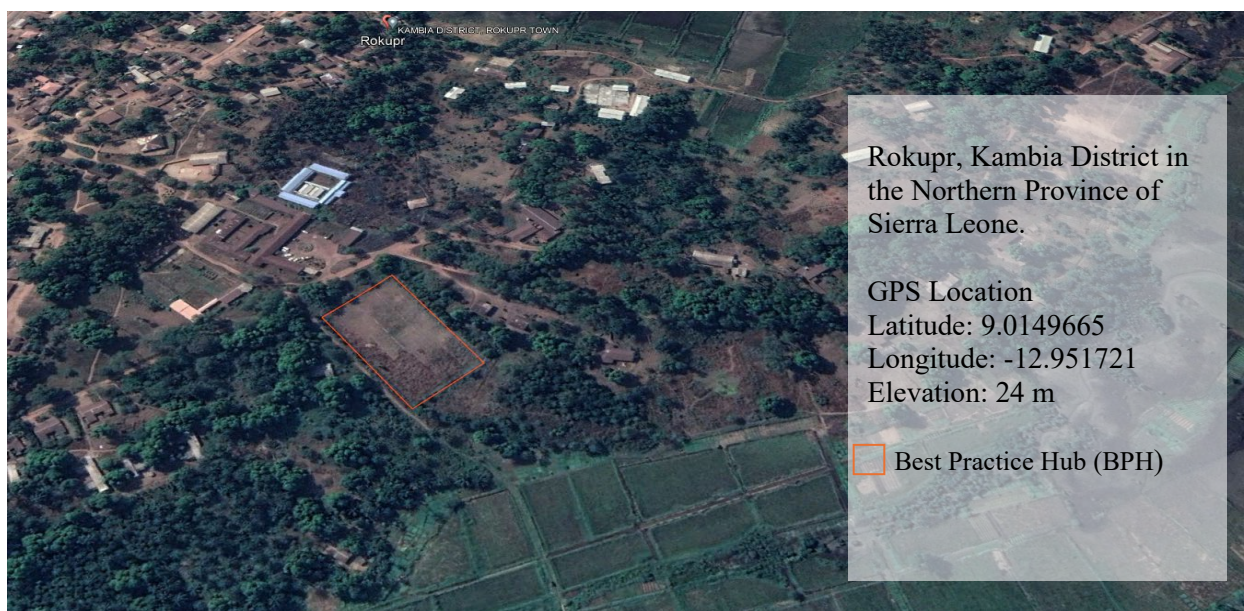 KAMBIA DISTRICT, ROKUPR TOWN
Rokupr
Rokupr, Kambia District in
the Northern Province of
Sierra Leone.
GPS Location
Latitude: 9.0149665
Longitude: -12.951721
Elevation: 24 m
Best Practice Hub (BPH)